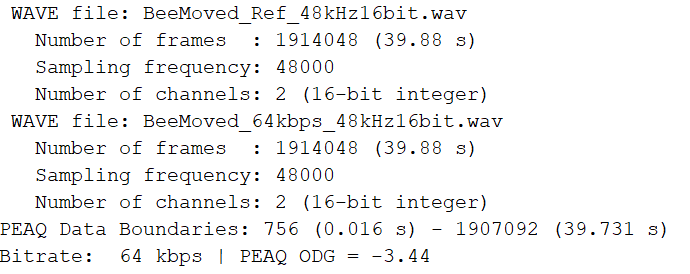 WAVE file: BeeMoved_Ref_48kHz16bit.wav
Number of frames  : 1914048 (39.88 s)
Sampling frequency: 48000
Number of channels: 2 (16-bit integer)
WAVE file: BeeMoved_64kbps_48kHz16bit.wav
Number of frames  : 1914048 (39.88 s)
Sampling frequency: 48000
Number of channels: 2 (16-bit integer)
PEAQ Data Boundaries: 756 (0.016 s) - 1907092 (39.731 s)
Bitrate:  64 kbps | PEAQ ODG = -3.44